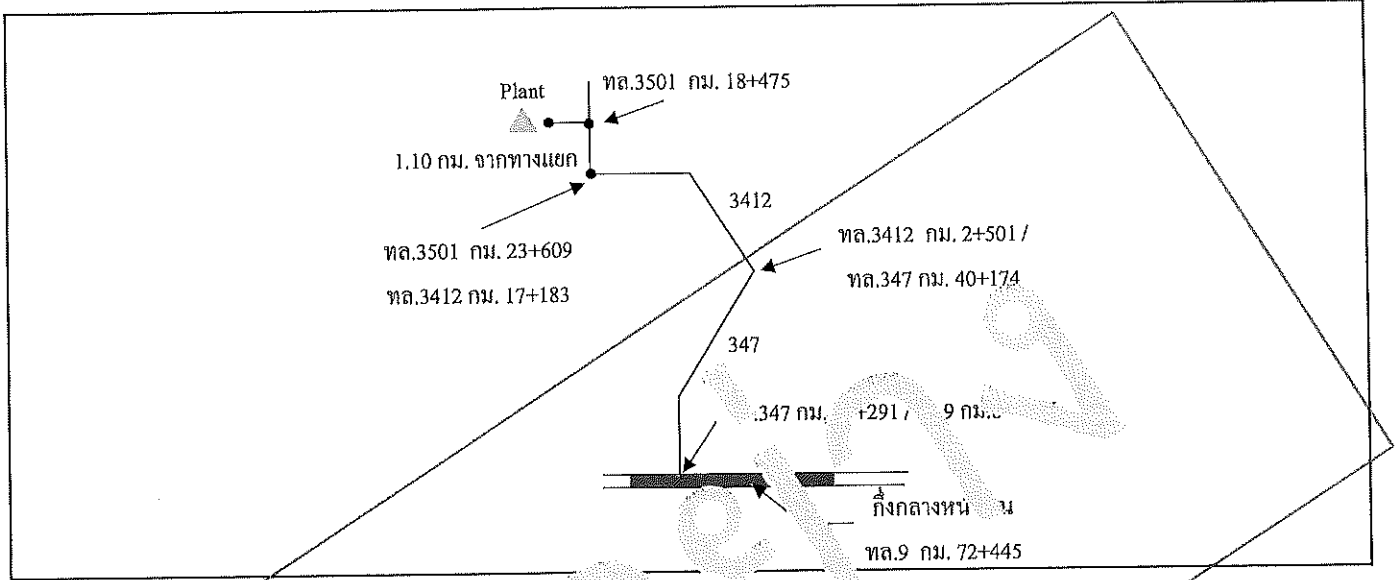 Plant
ทล.3501 กม. 18+475
1.10 กม. จากทางแยก
3412
ทล.3501 กม. 23+609
ทล.3412 กม. 17+183
ทล.3412 กม. 2+501 /
ทล.347 กม. 40+174
347
.347 กม. +291 / 9 กม.
กึ่งกลาง
ทล.9 กม. 72+445